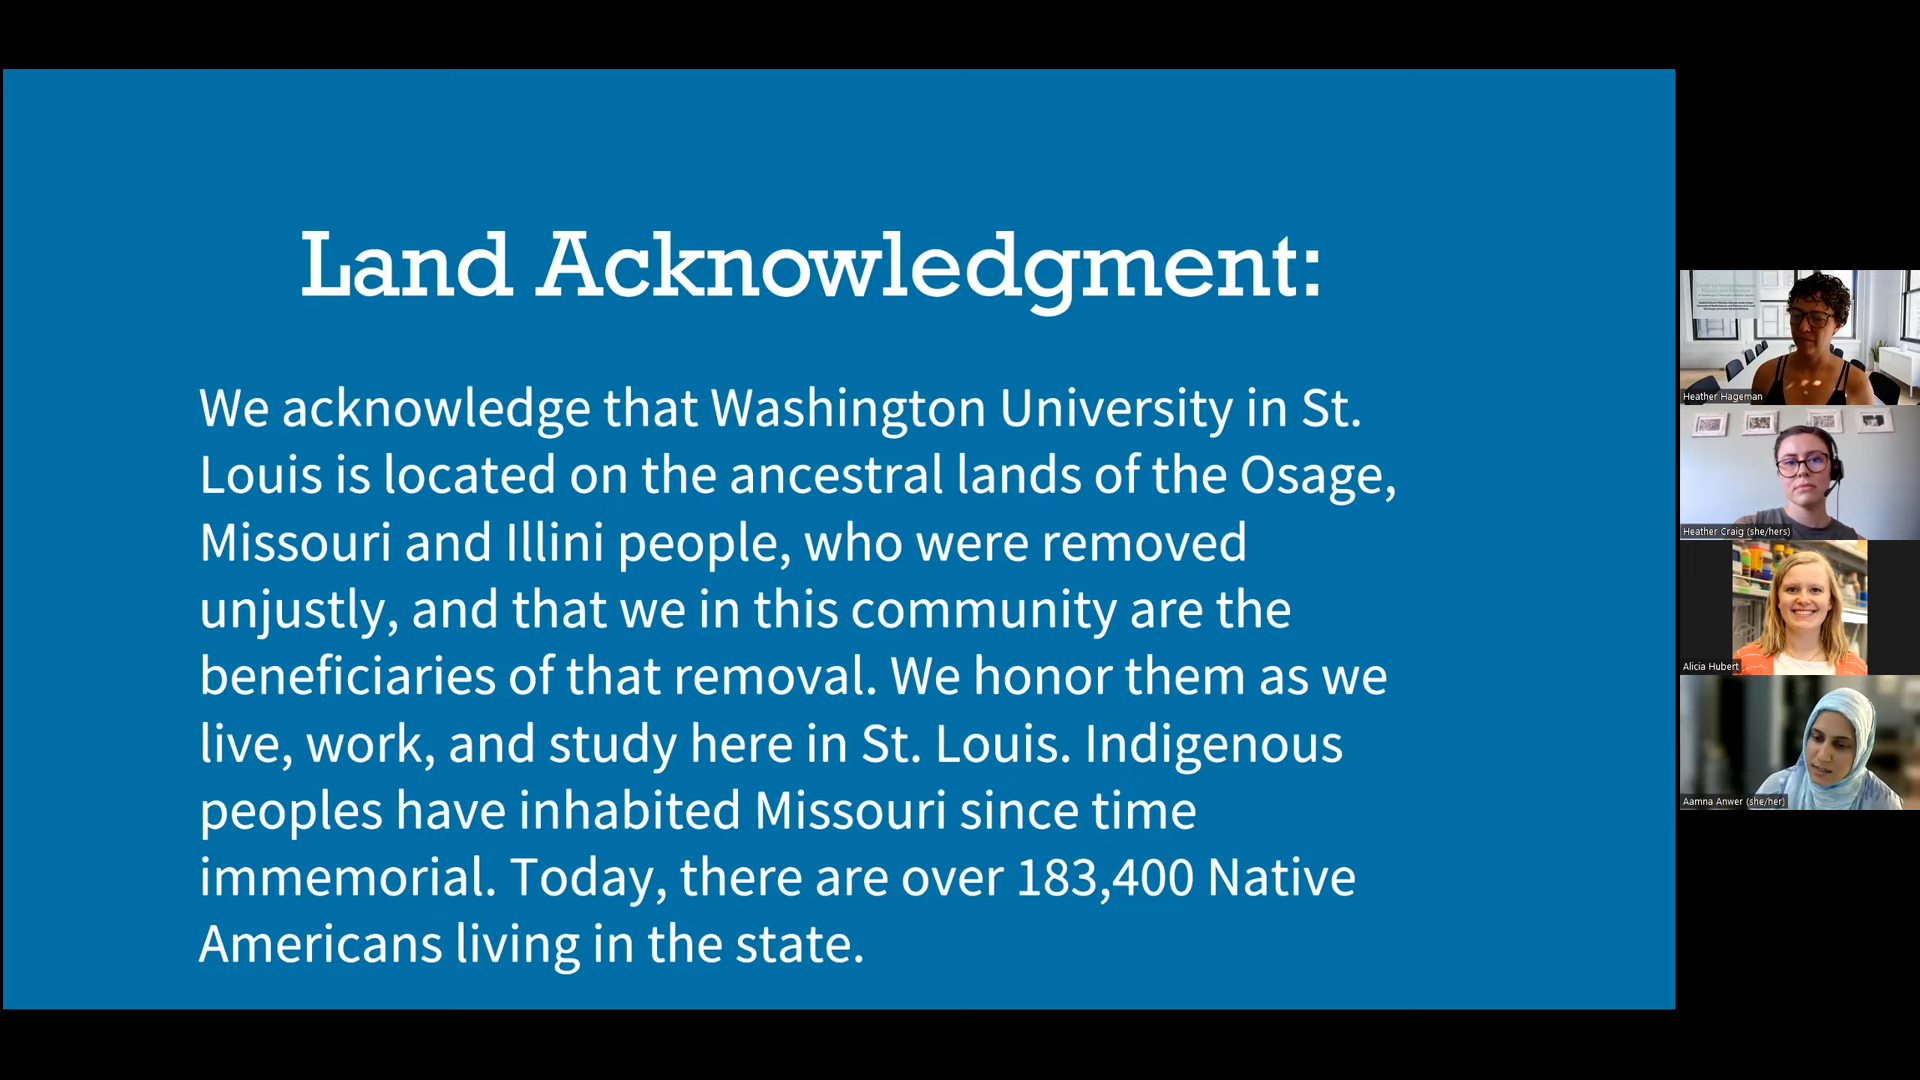 Land Acknowledgment:
We acknowledge that Washington University in St.
Louis is located on the ancestral lands of the Osage,
Missouri and Illini people, who were removed
unjustly, and that we in this community are the
beneficiaries of that removal. We honor them as we
live, work, and study here in St. Louis. Indigenous
peoples have inhabited Missouri since time
immemorial. Today, there are over 183,400 Native
Americans living in the state.
Heather Hageman
Heather Craig (she/hers)
Alicia Hubert
Aamna Anwer (she/her)